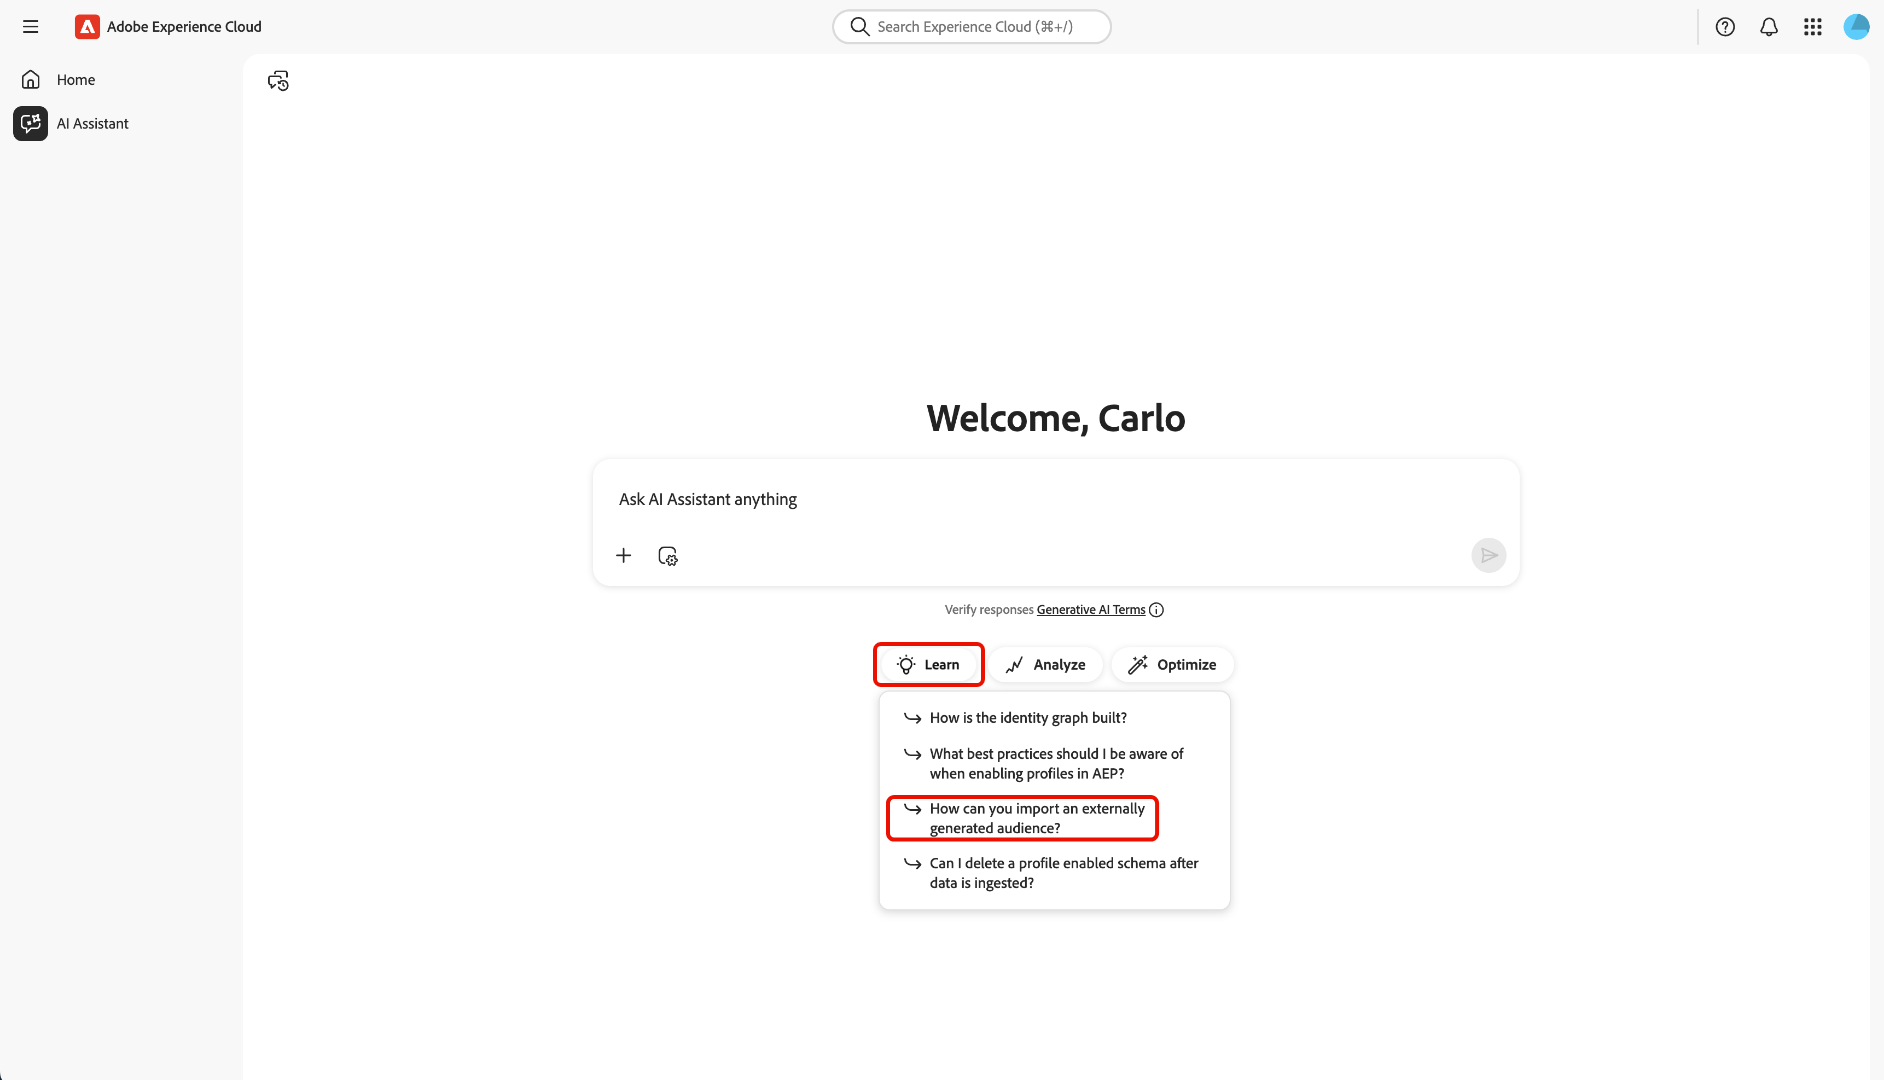 Adobe Experience Cloud
Search Experience Cloud (⌘+/)
Home
AI Assistant
Welcome, Carlo
Ask AI Assistant anything
Verify responses Generative AI Terms
Learn
Analyze
Optimize
How is the identity graph built?
What best practices should I be aware of
when enabling profiles in AEP?
How can you import an externally
generated audience?
Can I delete a profile enabled schema after
data is ingested?